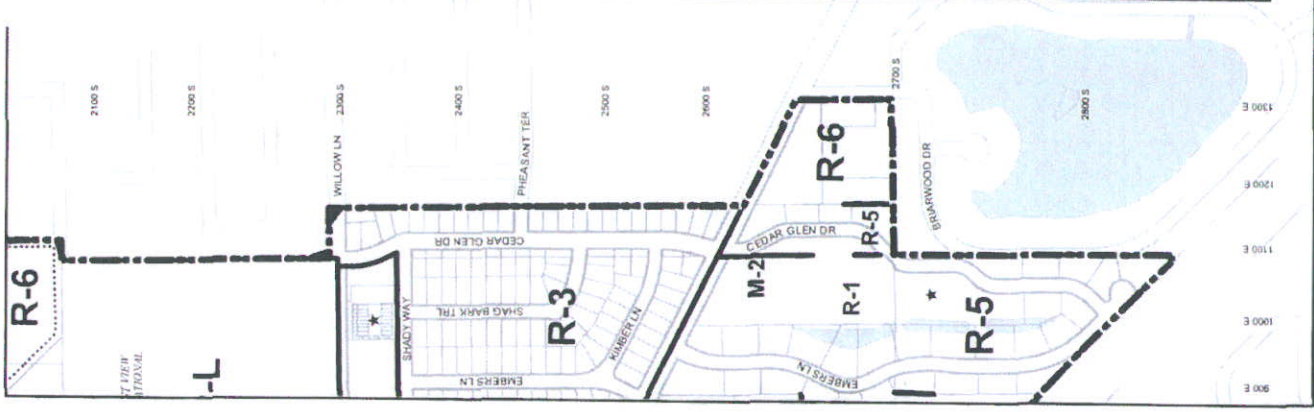 R-6
2100 S
2200 S
-L
2300 S
WILLOW LN
SHADY WAY
2400 S
CEDAR GLEN DR
PHEASANT TER
SHAG BARK TRL
R-3
2500 S
KIMBER LN
EMBERS LN
2600 S
R-6
2700 S
CEDAR GLEN DR
R-5
BRIARWOOD DR
M-2
R-1
2800 S
R-5
EMBERS LN
1300 E
1200 E
1100 E
1000 E
900 E